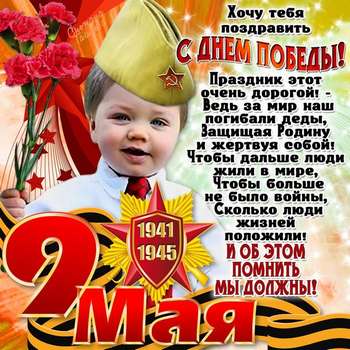 Хочу тебя
поздравить
С ДНЕМ ПОБЕДЫ!
Праздник этот
очень дорогой! -
Ведь за мир наш
погибали деды,
Защищая Родину
и жертвуя собой!
Чтобы дальше люди
жили в мире,
Чтобы больше
не было войны,
Сколько люди
жизней
положили!
И ОБ ЭТОМ
ПОМНИТЬ
МЫ ДОЛЖНЫ!
1941
1945
9 Мая